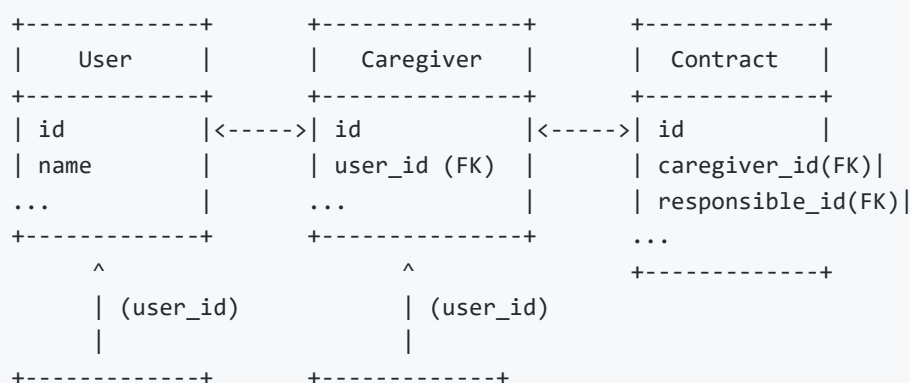 +-------------+      +--------------+      +-------------+
|    User     |      |   Caregiver   |      |  Contract   |
+-------------+      +--------------+      +-------------+
| id          |<----->| id           |<----->| id          |
| name        |      | user_id (FK)  |      | caregiver_id(FK)|
...           |      ...            |      | responsible_id(FK)|
+-------------+      +--------------+      ...
     ^                    ^              +-------------+
     | (user_id)          | (user_id)
     |                    |
+-------------+      +------------+